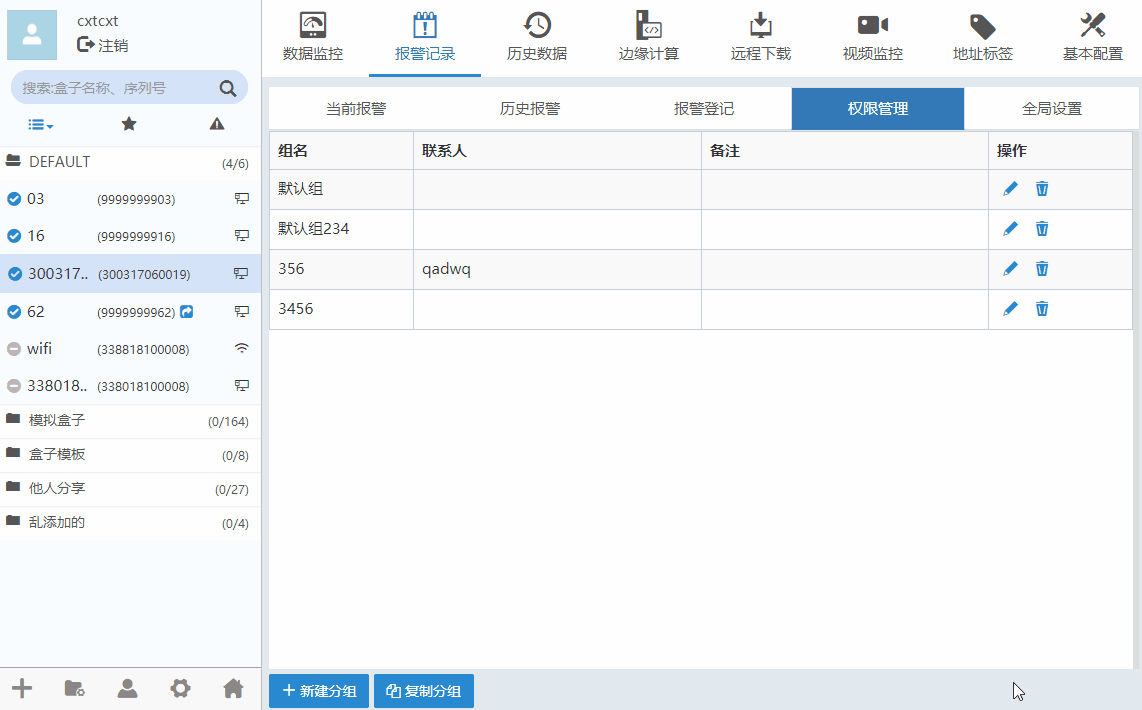 cxtcxt
注销
搜索:盒子名称、序列号
DEFAULT (4/6)
03 (9999999903)
16 (9999999916)
300317.. (300317060019)
62 (9999999962)
wifi (338818100008)
338018.. (338018100008)
模拟盒子 (0/164)
盒子模板 (0/8)
他人分享 (0/27)
乱添加的 (0/4)
数据监控 报警记录 历史数据 边缘计算 远程下载 视频监控 地址标签 基本配置
当前报警 历史报警 报警登记 权限管理 全局设置
组名 联系人 备注 操作
默认组
默认组234
356 qadwq
3456
新建分组 复制分组